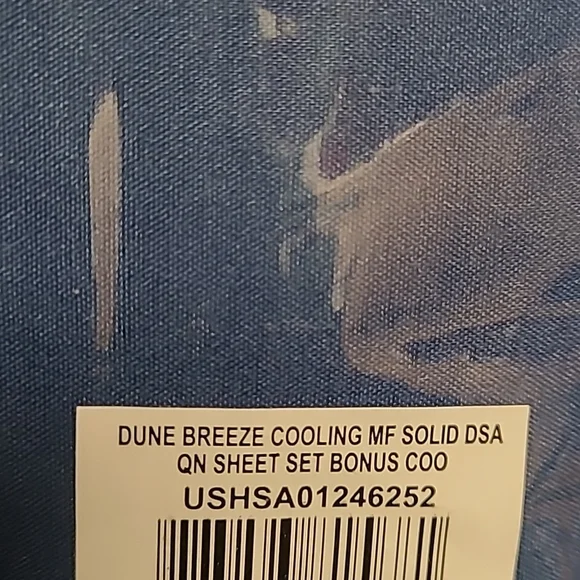 DUNE BREEZE COOLING MF SOLID DSA
QN SHEET SET BONUS COO
USHSA01246252